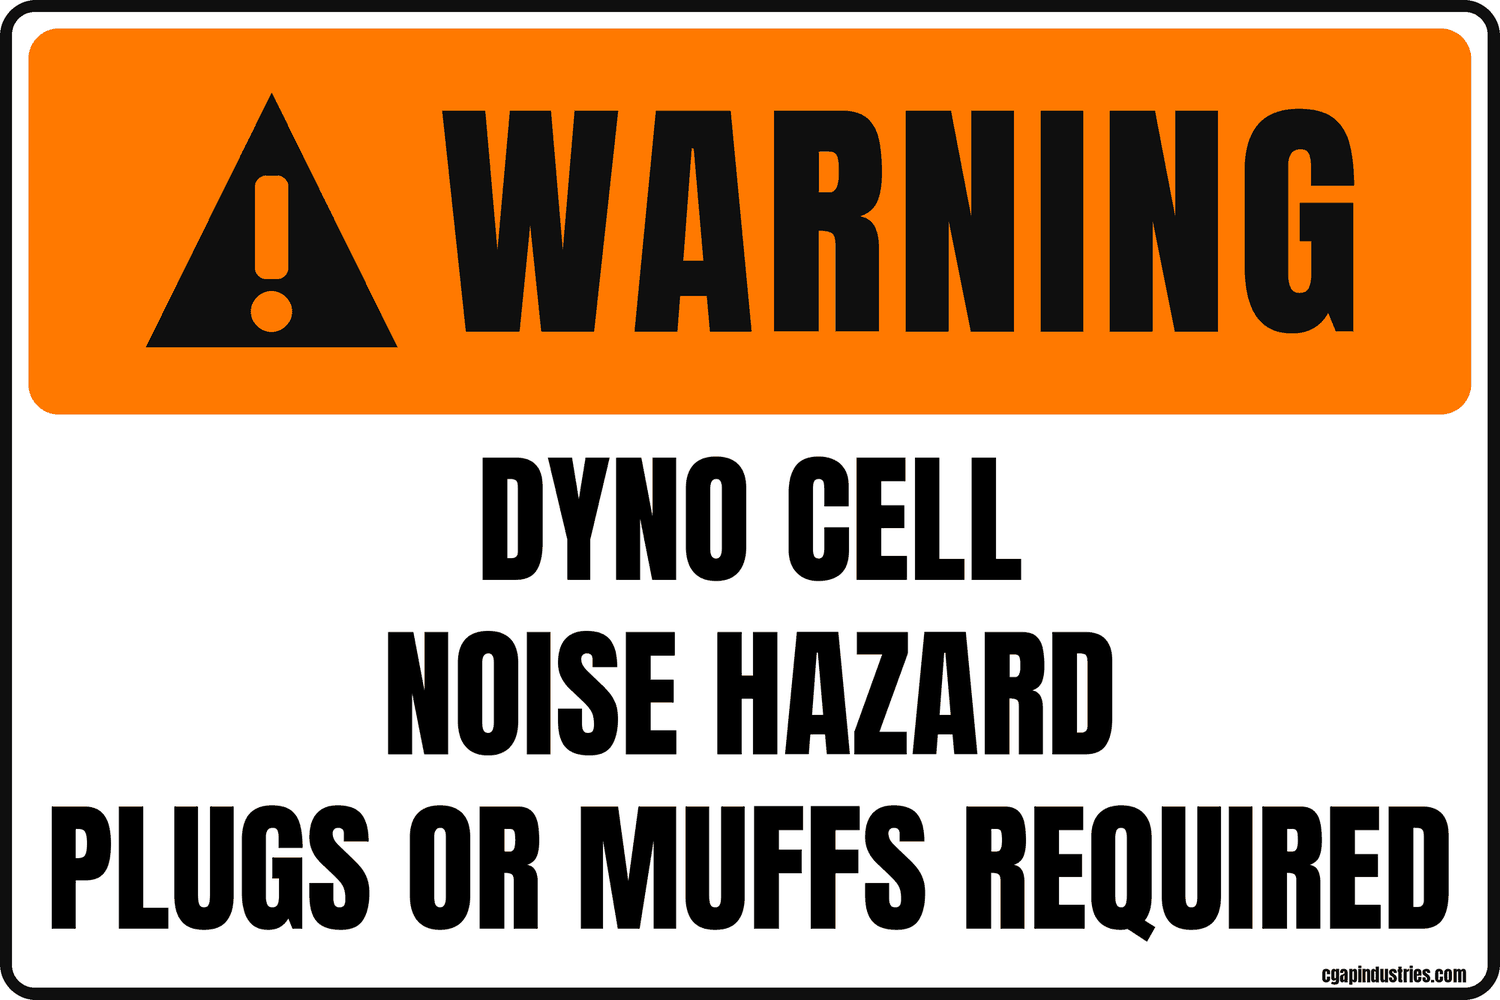 WARNING
DYNO CELL
NOISE HAZARD
PLUGS OR MUFFS REQUIRED
cgapindustries.com